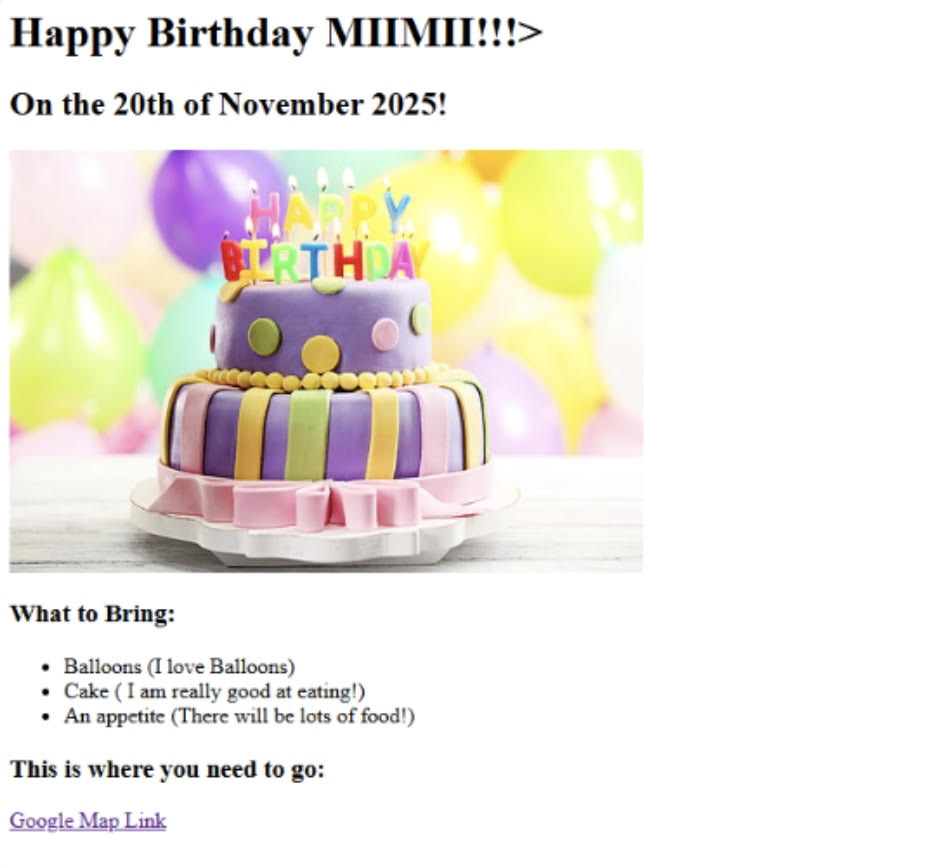 Happy Birthday MIIMII!!!>
On the 20th of November 2025!
HAPPY
BIRTHDAY
What to Bring:
Balloons (I love Balloons)
Cake ( I am really good at eating!)
An appetite (There will be lots of food!)
This is where you need to go:
Google Map Link